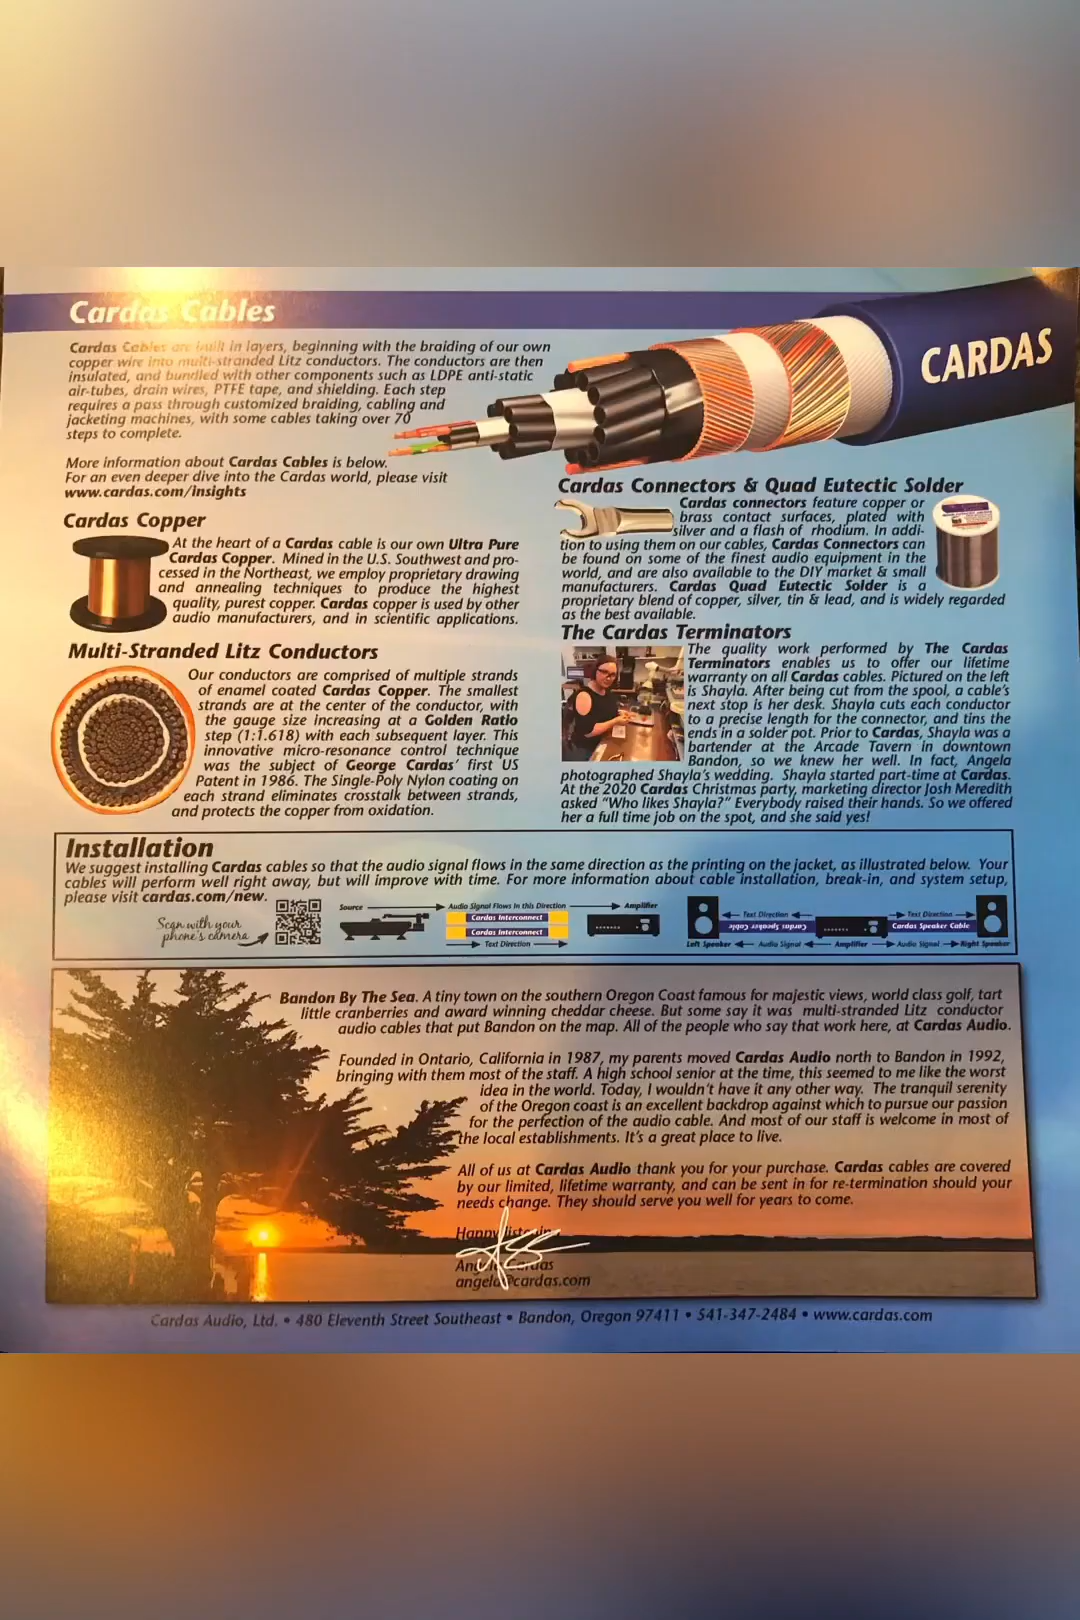 Cardas Cables
CARDAS
Cardas Cables are built in layers, beginning with the braiding of our own
copper wire into multi-stranded Litz conductors. The conductors are then
insulated, and bundled with other components such as LDPE anti-static
air-tubes, drain wires, PTFE tape, and shielding. Each step
requires a pass through customized braiding, cabling and
jacketing machines, with some cables taking over 70
steps to complete.
More information about Cardas Cables is below.
For an even deeper dive into the Cardas world, please visit
www.cardas.com/insights
Cardas Copper
At the heart of a Cardas cable is our own Ultra Pure
Cardas Copper. Mined in the U.S. Southwest and pro-
cessed in the Northeast, we employ proprietary drawing
and annealing techniques to produce the highest
quality, purest copper. Cardas copper is used by other
audio manufacturers, and in scientific applications.
Multi-Stranded Litz Conductors
Our conductors are comprised of multiple strands
of enamel coated Cardas Copper. The smallest
strands are at the center of the conductor, with
the gauge size increasing at a Golden Ratio
step (1:1.618) with each subsequent layer. This
innovative micro-resonance control technique
was the subject of George Cardas' first US
Patent in 1986. The Single-Poly Nylon coating on
each strand eliminates crosstalk between strands,
and protects the copper from oxidation.
Cardas Connectors & Quad Eutectic Solder
Cardas connectors feature copper or
brass contact surfaces, plated with
silver and a flash of rhodium. In addi-
tion to using them on our cables, Cardas Connectors can
be found on some of the finest audio equipment in the
world, and are also available to the DIY market & small
manufacturers. Cardas Quad Eutectic Solder is a
proprietary blend of copper, silver, tin & lead, and is widely regarded
as the best available.
The Cardas Terminators
The quality work performed by The Cardas
Terminators enables us to offer our lifetime
warranty on all Cardas cables. Pictured on the left
is Shayla. After being cut from the spool, a cable's
next stop is her desk. Shayla cuts each conductor
to a precise length for the connector, and tins the
ends in a solder pot. Prior to Cardas, Shayla was a
bartender at the Arcade Tavern in downtown
Bandon, so we knew her well. In fact, Angela
photographed Shayla's wedding. Shayla started part-time at Cardas.
At the 2020 Cardas Christmas party, marketing director Josh Meredith
asked "Who likes Shayla?" Everybody raised their hands. So we offered
her a full time job on the spot, and she said yes!
Installation
We suggest installing Cardas cables so that the audio signal flows in the same direction as the printing on the jacket, as illustrated below. Your
cables will perform well right away, but will improve with time. For more information about cable installation, break-in, and system setup,
please visit cardas.com/new.
Scan with your
phone's camera
Source
Audio Signal Flows In this Direction
Amplifier
Cardas Interconnect
Cardas Interconnect
Text Direction
Text Direction
Text Direction
Cardas Speaker Cable
Cardas Speaker Cable
Left Speaker
Audio Signal
Amplifier
Audio Signal
Right Speaker
Bandon By The Sea. A tiny town on the southern Oregon Coast famous for majestic views, world class golf, tart
little cranberries and award winning cheddar cheese. But some say it was multi-stranded Litz conductor
audio cables that put Bandon on the map. All of the people who say that work here, at Cardas Audio.
Founded in Ontario, California in 1987, my parents moved Cardas Audio north to Bandon in 1992,
bringing with them most of the staff. A high school senior at the time, this seemed to me like the worst
idea in the world. Today, I wouldn't have it any other way. The tranquil serenity
of the Oregon coast is an excellent backdrop against which to pursue our passion
for the perfection of the audio cable. And most of our staff is welcome in most of
the local establishments. It's a great place to live.
All of us at Cardas Audio thank you for your purchase. Cardas cables are covered
by our limited, lifetime warranty, and can be sent in for re-termination should your
needs change. They should serve you well for years to come.
Happy listening
Angela Cardas
angela@cardas.com
Cardas Audio, Ltd. • 480 Eleventh Street Southeast • Bandon, Oregon 97411 • 541-347-2484 • www.cardas.com